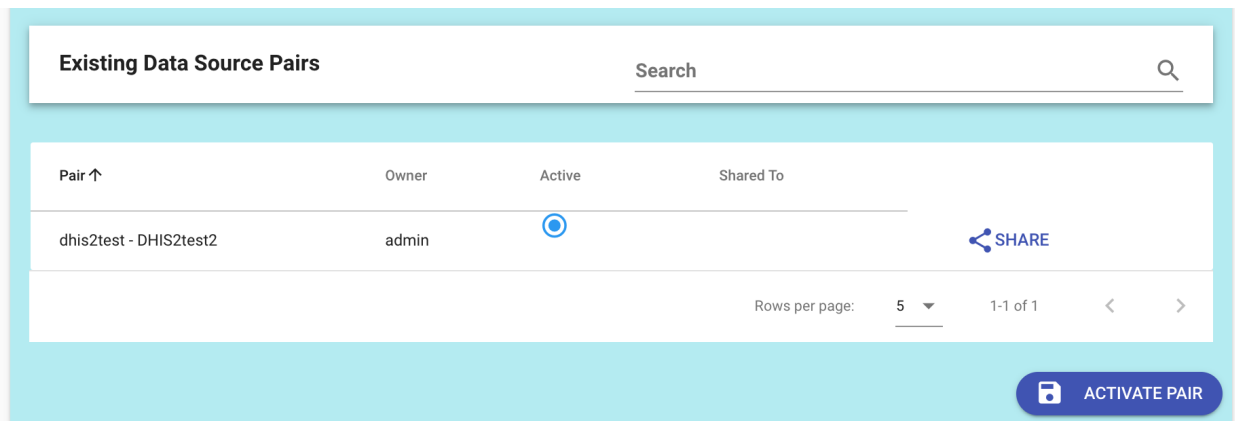 Existing Data Source Pairs
Search
Pair Owner Active Shared To
dhis2test - DHIS2test2 admin SHARE
Rows per page: 5 1-1 of 1
ACTIVATE PAIR